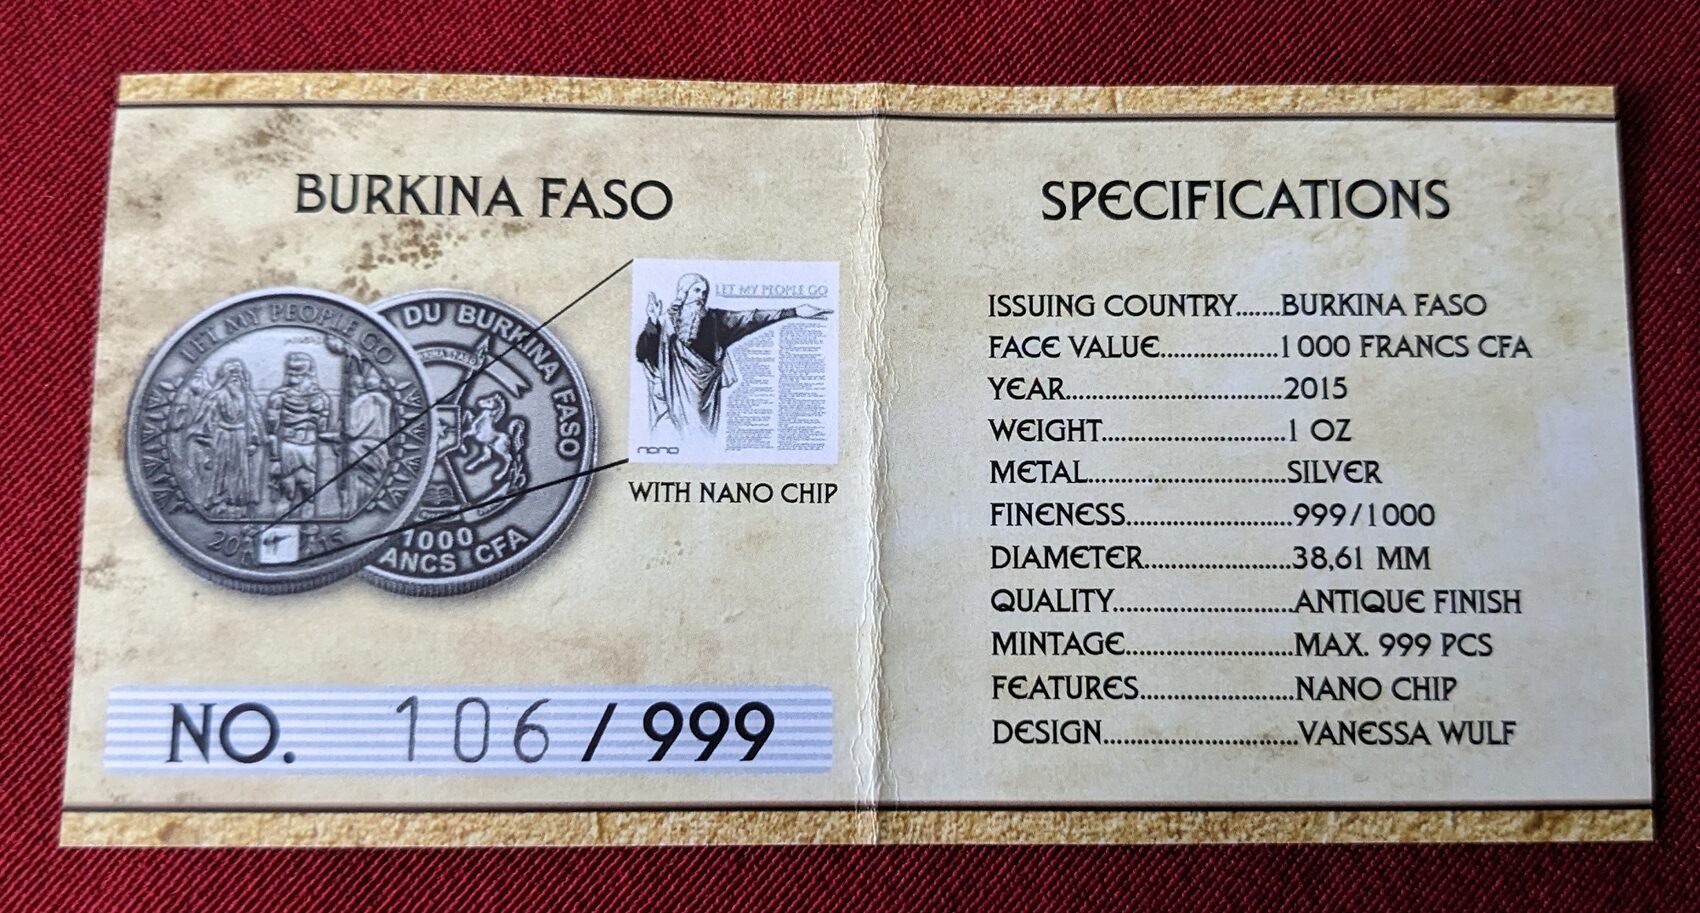 BURKINA FASO
LET MY PEOPLE GO
2015
DU BURKINA FASO
1000
ANCS CFA
LET MY PEOPLE GO
nano
WITH NANO CHIP
NO. 106 / 999
SPECIFICATIONS
ISSUING COUNTRY.......BURKINA FASO
FACE VALUE..................1000 FRANCS CFA
YEAR.................................2015
WEIGHT............................1 OZ
METAL..............................SILVER
FINENESS.........................999/1000
DIAMETER......................38,61 MM
QUALITY...........................ANTIQUE FINISH
MINTAGE.........................MAX. 999 PCS
FEATURES.......................NANO CHIP
DESIGN.............................VANESSA WULF